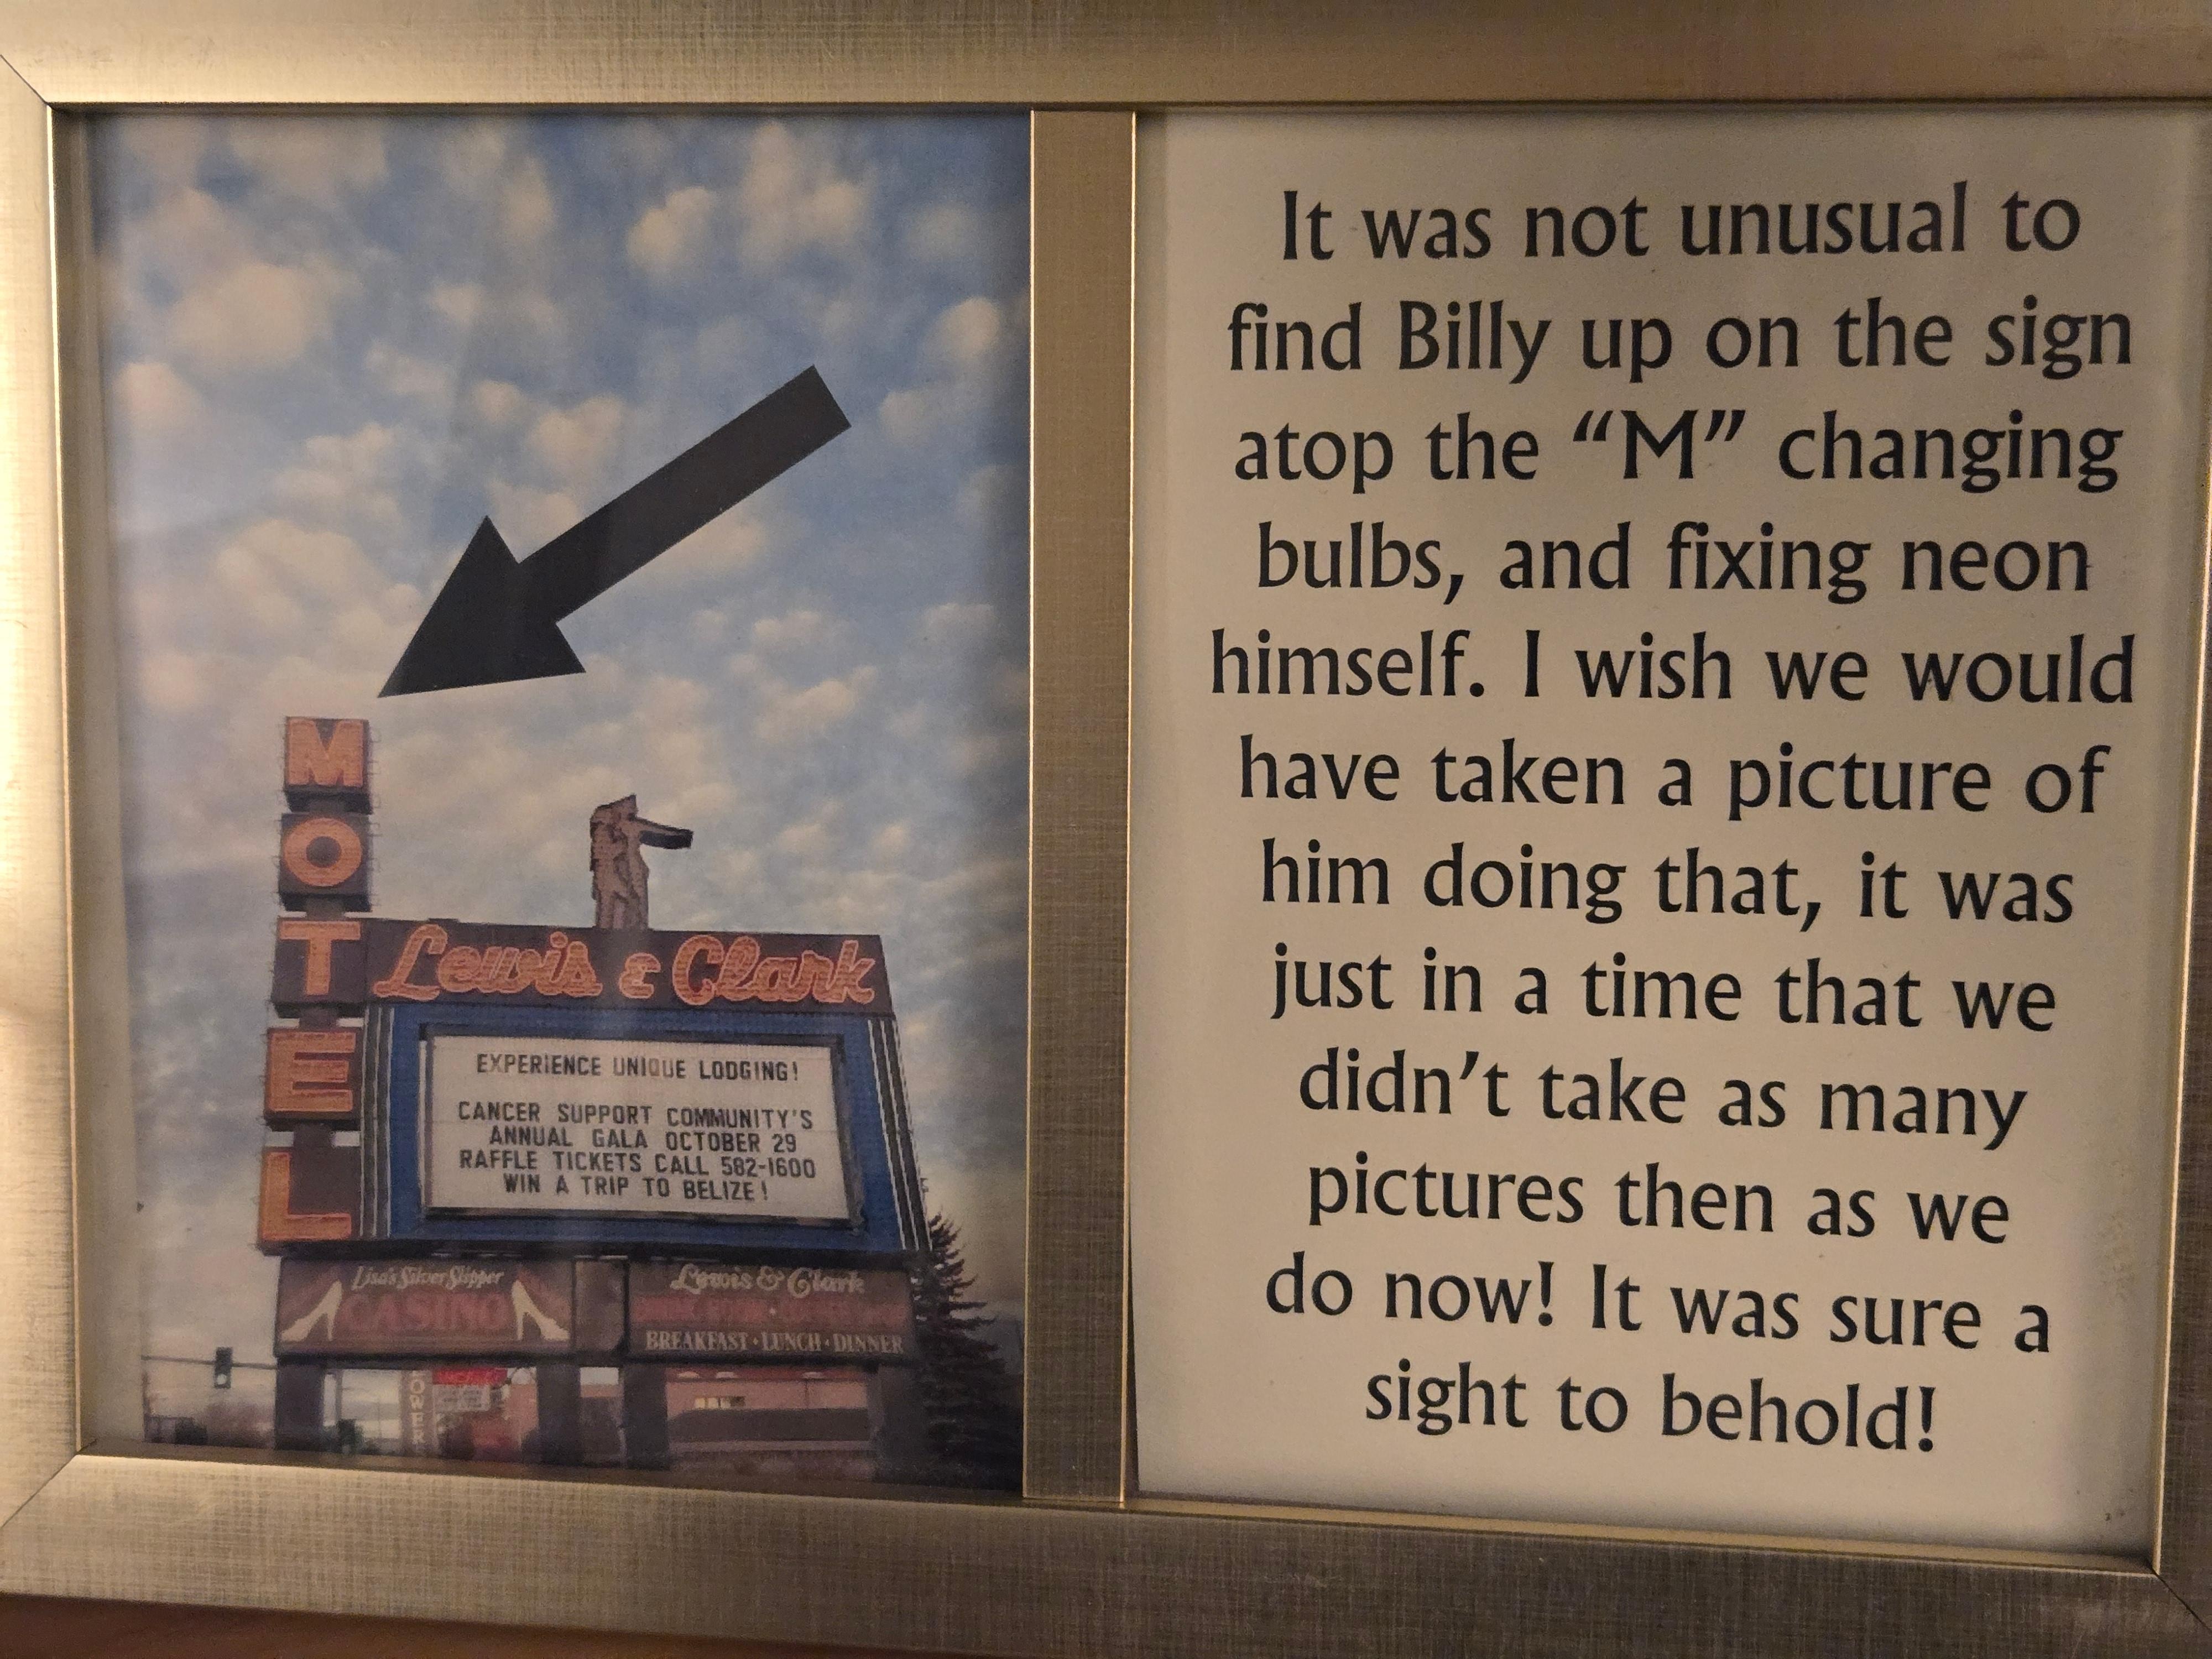 M
O
T
E
L
Lewis & Clark
EXPERIENCE UNIQUE LODGING!
CANCER SUPPORT COMMUNITY'S
ANNUAL GALA OCTOBER 29
RAFFLE TICKETS CALL 582-1600
WIN A TRIP TO BELIZE!
Lisa's Silver Slipper
CASINO
Lewis & Clark
BREAKFAST · LUNCH · DINNER
It was not unusual to
find Billy up on the sign
atop the “M” changing
bulbs, and fixing neon
himself. I wish we would
have taken a picture of
him doing that, it was
just in a time that we
didn’t take as many
pictures then as we
do now! It was sure a
sight to behold!